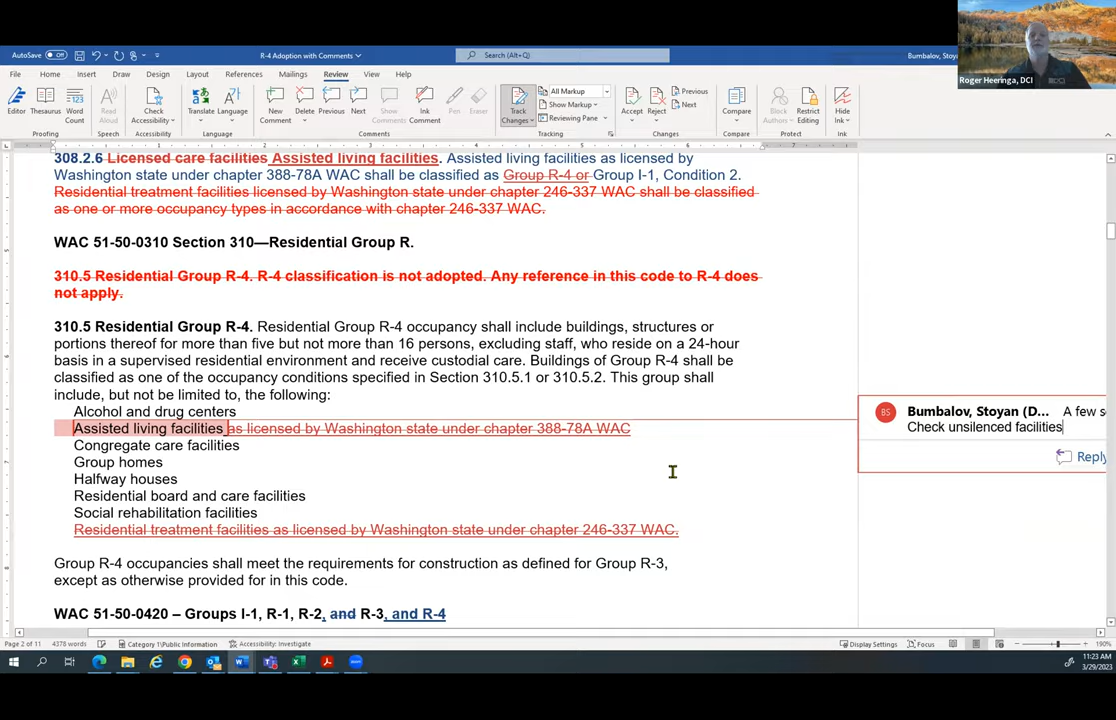 AutoSave Off
R-4 Adoption with Comments
Search (Alt+Q)
Bumbalov, Stoyan
Roger Heeringa, DCI
File Home Insert Draw Design Layout References Mailings Review View Help
Editor Thesaurus Word Count
Proofing
Read Aloud
Speech
Check Accessibility
Accessibility
Translate Language
Language
New Comment Delete Previous Next Show Comments Ink Comment Pen Eraser
Comments
Track Changes
All Markup
Show Markup
Reviewing Pane
Tracking
Accept Reject
Previous
Next
Changes
Compare
Compare
Block Authors Restrict Editing
Protect
Hide Ink
Ink
308.2.6 Licensed care facilities Assisted living facilities. Assisted living facilities as licensed by
Washington state under chapter 388-78A WAC shall be classified as Group R-4 or Group I-1, Condition 2.
Residential treatment facilities licensed by Washington state under chapter 246-337 WAC shall be classified
as one or more occupancy types in accordance with chapter 246-337 WAC.
WAC 51-50-0310 Section 310—Residential Group R.
310.5 Residential Group R-4. R-4 classification is not adopted. Any reference in this code to R-4 does
not apply.
310.5 Residential Group R-4. Residential Group R-4 occupancy shall include buildings, structures or
portions thereof for more than five but not more than 16 persons, excluding staff, who reside on a 24-hour
basis in a supervised residential environment and receive custodial care. Buildings of Group R-4 shall be
classified as one of the occupancy conditions specified in Section 310.5.1 or 310.5.2. This group shall
include, but not be limited to, the following:
Alcohol and drug centers
Assisted living facilities as licensed by Washington state under chapter 388-78A WAC
Congregate care facilities
Group homes
Halfway houses
Residential board and care facilities
Social rehabilitation facilities
Residential treatment facilities as licensed by Washington state under chapter 246-337 WAC.
Group R-4 occupancies shall meet the requirements for construction as defined for Group R-3,
except as otherwise provided for in this code.
WAC 51-50-0420 – Groups I-1, R-1, R-2, and R-3, and R-4
BS Bumbalov, Stoyan (D... A few s
Check unsilenced facilities
Reply
Page 2 of 11 4378 words Category 1\Public Information Accessibility: Investigate
Display Settings Focus 190%
11:23 AM
3/29/2023